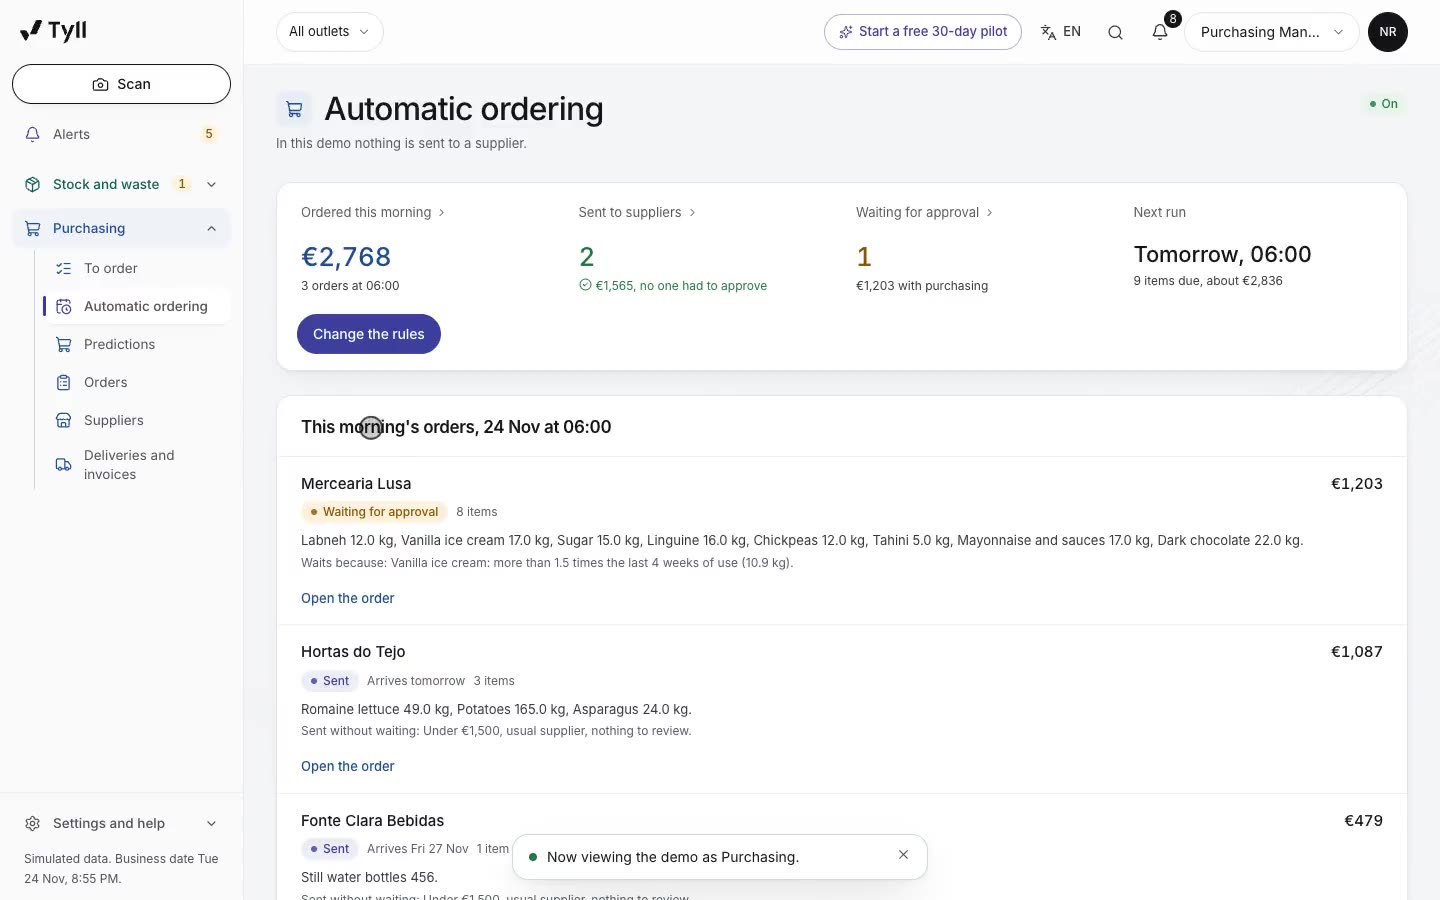 Tyll
All outlets
Start a free 30-day pilot
EN
8
Purchasing Man...
NR
Scan
Alerts
5
Stock and waste
1
Purchasing
To order
Automatic ordering
Predictions
Orders
Suppliers
Deliveries and
invoices
Settings and help
Simulated data. Business date Tue
24 Nov, 8:55 PM.
Automatic ordering
On
In this demo nothing is sent to a supplier.
Ordered this morning
€2,768
3 orders at 06:00
Sent to suppliers
2
€1,565, no one had to approve
Waiting for approval
1
€1,203 with purchasing
Next run
Tomorrow, 06:00
9 items due, about €2,836
Change the rules
This morning's orders, 24 Nov at 06:00
Mercearia Lusa
€1,203
Waiting for approval
8 items
Labneh 12.0 kg, Vanilla ice cream 17.0 kg, Sugar 15.0 kg, Linguine 16.0 kg, Chickpeas 12.0 kg, Tahini 5.0 kg, Mayonnaise and sauces 17.0 kg, Dark chocolate 22.0 kg.
Waits because: Vanilla ice cream: more than 1.5 times the last 4 weeks of use (10.9 kg).
Open the order
Hortas do Tejo
€1,087
Sent
Arrives tomorrow
3 items
Romaine lettuce 49.0 kg, Potatoes 165.0 kg, Asparagus 24.0 kg.
Sent without waiting: Under €1,500, usual supplier, nothing to review.
Open the order
Fonte Clara Bebidas
€479
Sent
Arrives Fri 27 Nov
1 item
Still water bottles 456.
Sent without waiting: Under €1,500, usual supplier, nothing to review.
Now viewing the demo as Purchasing.